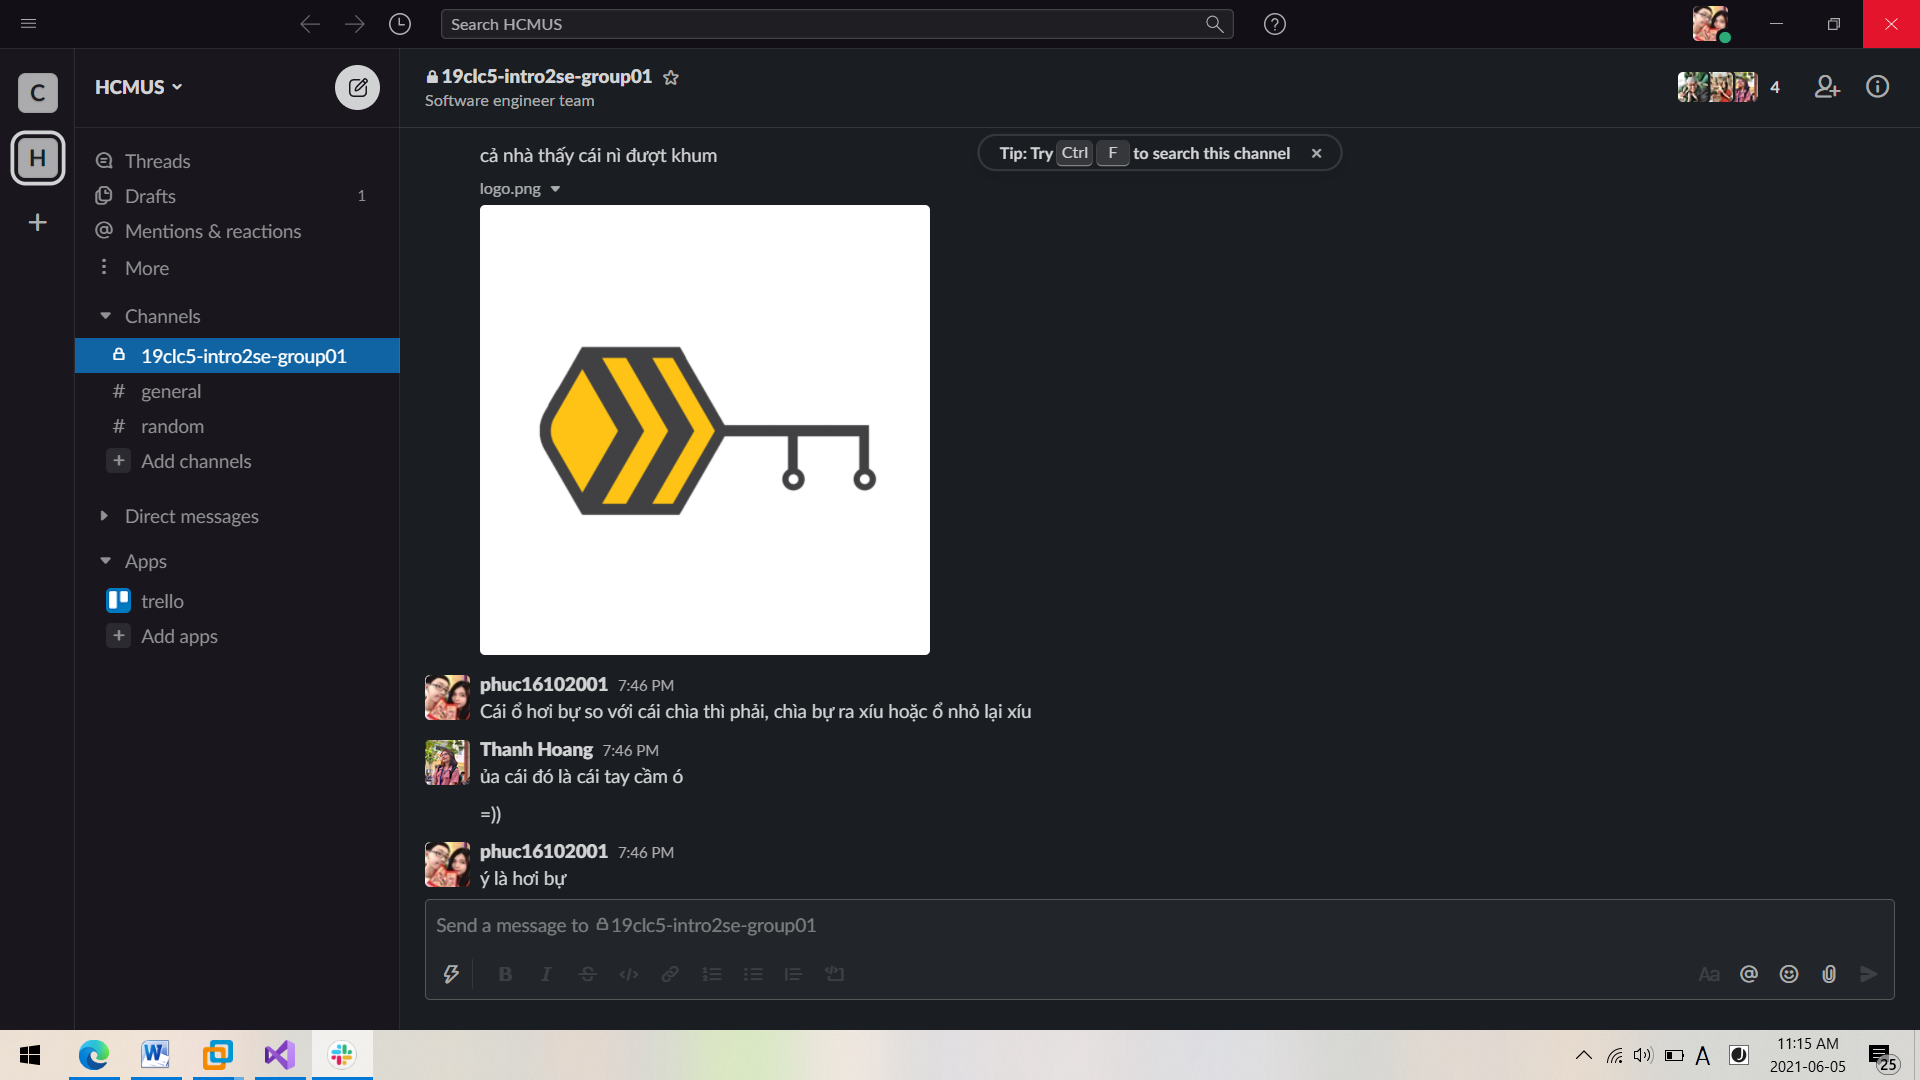 Search HCMUS
C
HCMUS
H
Threads
Drafts 1
Mentions & reactions
More
Channels
19clc5-intro2se-group01
# general
# random
+ Add channels
Direct messages
Apps
trello
+ Add apps
19clc5-intro2se-group01
Software engineer team
4
Tip: Try Ctrl F to search this channel
cả nhà thấy cái nì đượt khum
logo.png
phuc16102001 7:46 PM
Cái ổ hơi bự so với cái chìa thì phải, chìa bự ra xíu hoặc ổ nhỏ lại xíu
Thanh Hoang 7:46 PM
ủa cái đó là cái tay cầm ó
=))
phuc16102001 7:46 PM
ý là hơi bự
Send a message to 19clc5-intro2se-group01
B I S </> Aa @
W A 11:15 AM
2021-06-05
25